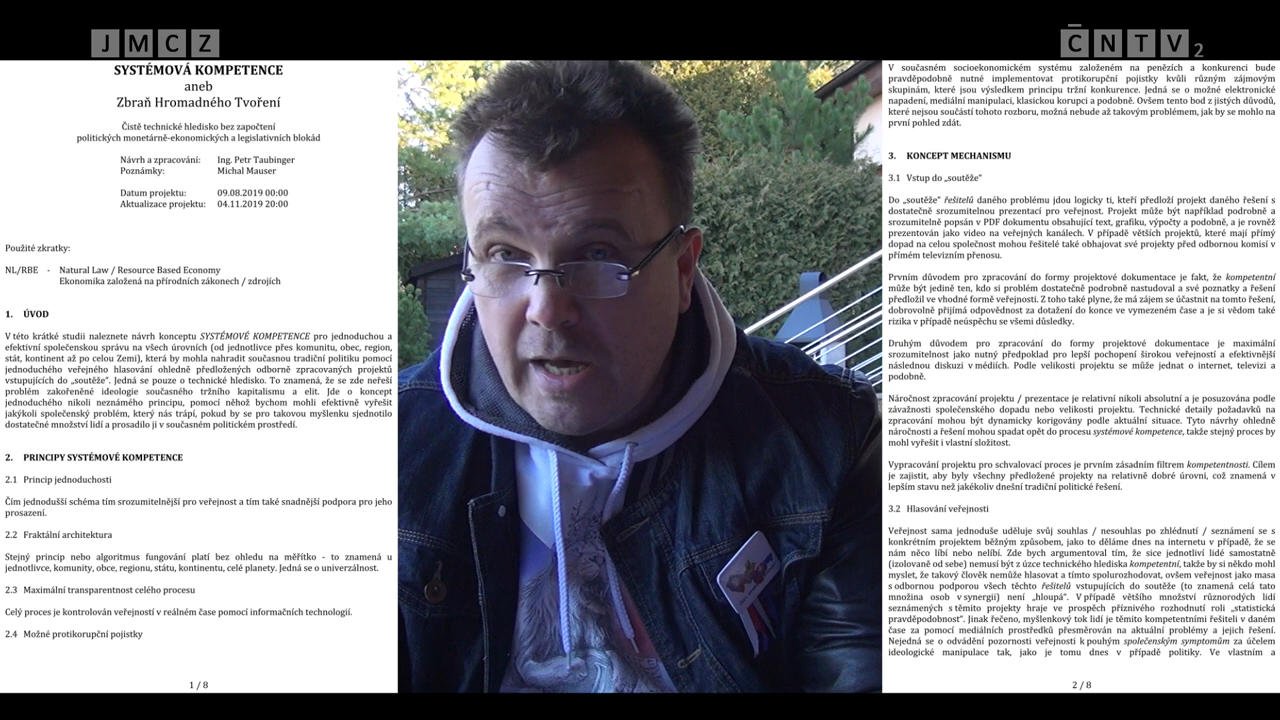 JMCZ
ČNTV2
SYSTÉMOVÁ KOMPETENCE
aneb
Zbraň Hromadného Tvoření
Čistě technické hledisko bez započtení
politických monetárně-ekonomických a legislativních blokád
Návrh a zpracování: Ing. Petr Taubinger
Poznámky: Michal Mauser
Datum projektu: 09.08.2019 00:00
Aktualizace projektu: 04.11.2019 20:00
Použité zkratky:
NL/RBE - Natural Law / Resource Based Economy
Ekonomika založená na přírodních zákonech / zdrojích
1. ÚVOD
V této krátké studii naleznete návrh konceptu SYSTÉMOVÉ KOMPETENCE pro jednoduchou a
efektivní společenskou správu na všech úrovních (od jednotlivce přes komunitu, obec, region,
stát, kontinent až po celou Zemi), která by mohla nahradit současnou tradiční politiku pomocí
jednoduchého veřejného hlasování ohledně předložených odborně zpracovaných projektů
vstupujících do „soutěže". Jedná se pouze o technické hledisko. To znamená, že se zde neřeší
problém zakořeněné ideologie současného tržního kapitalismu a elit. Jde o koncept
jednoduchého nikoli neznámého principu, pomocí něhož bychom mohli efektivně vyřešit
jakýkoli společenský problém, který nás trápí, pokud by se pro takovou myšlenku sjednotilo
dostatečné množství lidí a prosadilo ji v současném politickém prostředí.
2. PRINCIPY SYSTÉMOVÉ KOMPETENCE
2.1 Princip jednoduchosti
Čím jednodušší schéma tím srozumitelnější pro veřejnost a tím také snadnější podpora pro jeho
prosazení.
2.2 Fraktální architektura
Stejný princip nebo algoritmus fungování platí bez ohledu na měřítko - to znamená u
jednotlivce, komunity, obce, regionu, státu, kontinentu, celé planety. Jedná se o univerzálnost.
2.3 Maximální transparentnost celého procesu
Celý proces je kontrolován veřejností v reálném čase pomocí informačních technologií.
2.4 Možné protikorupční pojistky
1 / 8
V současném socioekonomickém systému založeném na penězích a konkurenci bude
pravděpodobně nutné implementovat protikorupční pojistky kvůli různým zájmovým
skupinám, které jsou výsledkem principu tržní konkurence. Jedná se o možné elektronické
napadení, mediální manipulaci, klasickou korupci a podobně. Ovšem tento bod z jistých důvodů,
které nejsou součástí tohoto rozboru, možná nebude až takovým problémem, jak by se mohlo na
první pohled zdát.
3. KONCEPT MECHANISMU
3.1 Vstup do „soutěže"
Do „soutěže" řešitelů daného problému jdou logicky ti, kteří předloží projekt daného řešení s
dostatečně srozumitelnou prezentací pro veřejnost. Projekt může být například podrobně a
srozumitelně popsán v PDF dokumentu obsahující text, grafiku, výpočty a podobně, a je rovněž
prezentován jako video na veřejných kanálech. V případě větších projektů, které mají přímý
dopad na celou společnost mohou řešitelé také obhajovat své projekty před odbornou komisí v
přímém televizním přenosu.
Prvním důvodem pro zpracování do formy projektové dokumentace je fakt, že kompetentní
může být jedině ten, kdo si problém dostatečně podrobně nastudoval a své poznatky a řešení
předložil ve vhodné formě veřejnosti. Z toho také plyne, že má zájem se účastnit na tomto řešení,
dobrovolně přijímá odpovědnost za dotažení do konce ve vymezeném čase a je si vědom také
rizika v případě neúspěchu se všemi důsledky.
Druhým důvodem pro zpracování do formy projektové dokumentace je maximální
srozumitelnost jako nutný předpoklad pro lepší pochopení širokou veřejností a efektivnější
následnou diskuzi v médiích. Podle velikosti projektu se může jednat o internet, televizi a
podobně.
Náročnost zpracování projektu / prezentace je relativní nikoli absolutní a je posuzována podle
závažnosti společenského dopadu nebo velikosti projektu. Technické detaily požadavků na
zpracování mohou být dynamicky korigovány podle aktuální situace. Tyto návrhy ohledně
náročnosti a řešení mohou spadat opět do procesu systémové kompetence, takže stejný proces by
mohl vyřešit i vlastní složitost.
Vypracování projektu pro schvalovací proces je prvním zásadním filtrem kompetentnosti. Cílem
je zajistit, aby byly všechny předložené projekty na relativně dobré úrovni, což znamená v
lepším stavu než jakékoliv dnešní tradiční politické řešení.
3.2 Hlasování veřejnosti
Veřejnost sama jednoduše uděluje svůj souhlas / nesouhlas po zhlédnutí / seznámení se s
konkrétním projektem běžným způsobem, jako to děláme dnes na internetu v případě, že se
nám něco líbí nebo nelíbí. Zde bych argumentoval tím, že sice jednotliví lidé samostatně
(izolovaně od sebe) nemusí být z úzce technického hlediska kompetentní, takže by si někdo mohl
myslet, že takový člověk nemůže hlasovat a tímto spolurozhodovat, ovšem veřejnost jako masa
s odbornou podporou všech těchto řešitelů vstupujících do soutěže (to znamená celá tato
množina osob v synergii) není „hloupá". V případě většího množství různorodých lidí
seznámených s těmito projekty hraje ve prospěch příznivého rozhodnutí roli „statistická
pravděpodobnost". Jinak řečeno, myšlenkový tok lidí je těmito kompetentními řešiteli v daném
čase za pomocí mediálních prostředků přesměrován na aktuální problémy a jejich řešení.
Nejedná se o odvádění pozornosti veřejnosti k pouhým společenským symptomům za účelem
ideologické manipulace tak, jako je tomu dnes v případě politiky. Ve vlastním a
2 / 8